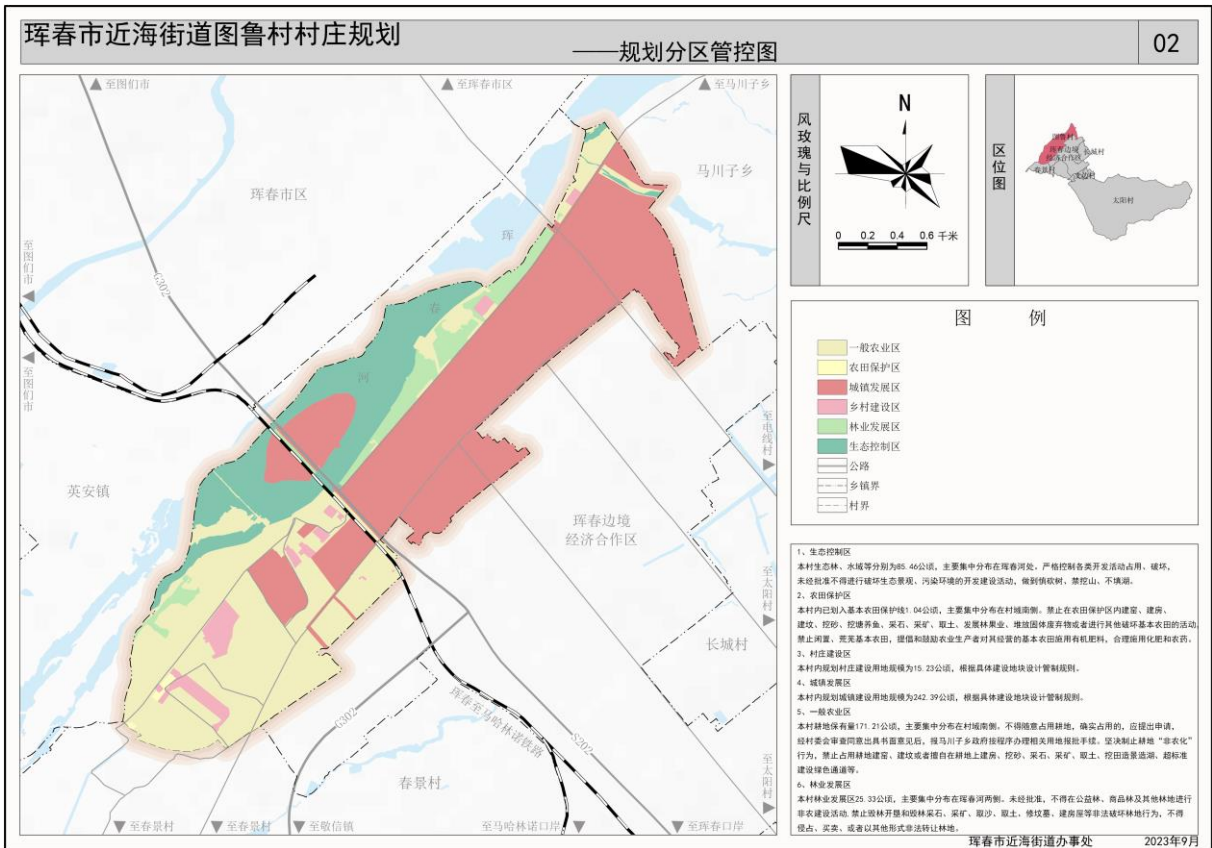 珲春市近海街道图鲁村村庄规划
——规划分区管控图
02
至图们市
至珲春市区
至马川子乡
马川子乡
珲春市区
珲
春
河
至图们市
至图们市
G302
英安镇
珲春边境
经济合作区
至电线村
至太阳村
长城村
珲春至马哈林诺铁路
G302
S202
春景村
至太阳村
至春景村
至春景村
至敬信镇
至马哈林诺口岸
至珲春口岸
风玫瑰与比例尺
N
0 0.2 0.4 0.6 千米
区位图
图鲁村
珲春边境
经济合作区
长城村
春景村
太阳村
图 例
一般农业区
农田保护区
城镇发展区
乡村建设区
林业发展区
生态控制区
公路
乡镇界
村界
1、生态控制区
本村生态林、水域等分别为85.46公顷，主要集中分布在珲春河处、严格控制各类开发活动占用、破坏，
未经批准不得进行破坏生态景观、污染环境的开发建设活动，做到慎砍树、禁挖山、不填湖。
2、农田保护区
本村内已划入基本农田保护线1.04公顷，主要集中分布在村域南侧。禁止在农田保护区内建窑、建房、
建坟、挖砂、挖塘养鱼、采石、采矿、取土、发展林果业、堆放固体废弃物或者进行其他破坏基本农田的活动，
禁止闲置、荒芜基本农田，提倡和鼓励农业生产者对其经营的基本农田施用有机肥料，合理施用化肥和农药。
3、村庄建设区
本村内规划村庄建设用地规模为15.23公顷，根据具体建设地块设计管制规则。
4、城镇发展区
本村内规划城镇建设用地规模为242.39公顷，根据具体建设地块设计管制规则。
5、一般农业区
本村耕地保有量171.21公顷，主要集中分布在村域南侧。不得随意占用耕地，确实占用的，应提出申请，
经村委会审查同意出具书面意见后，报马川子乡政府按程序办理相关用地报批手续。坚决制止耕地“非农化”
行为，禁止占用耕地建窑、建坟或者擅自在耕地上建房、挖砂、采石、采矿、取土、挖田造景造湖、超标准
建设绿色通道等。
6、林业发展区
本村林业发展区25.33公顷，主要集中分布在珲春河两侧。未经批准，不得在公益林、商品林及其他林地进行
非农建设活动。禁止毁林开垦和毁林采石、采矿、取沙、取土、修坟墓、建房屋等非法破坏林地行为，不得
侵占、买卖、或者以其他形式非法转让林地。
珲春市近海街道办事处 2023年9月